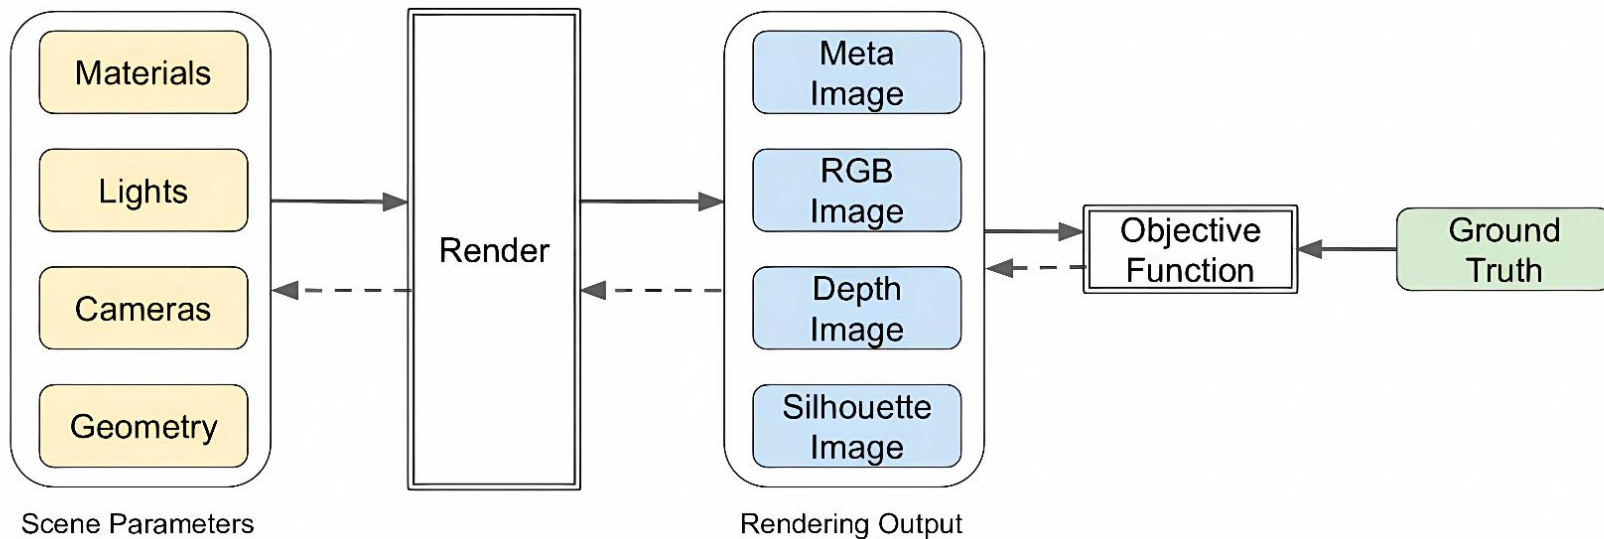 Materials
Lights
Cameras
Geometry
Scene Parameters
Render
Meta
Image
RGB
Image
Depth
Image
Silhouette
Image
Rendering Output
Objective
Function
Ground
Truth